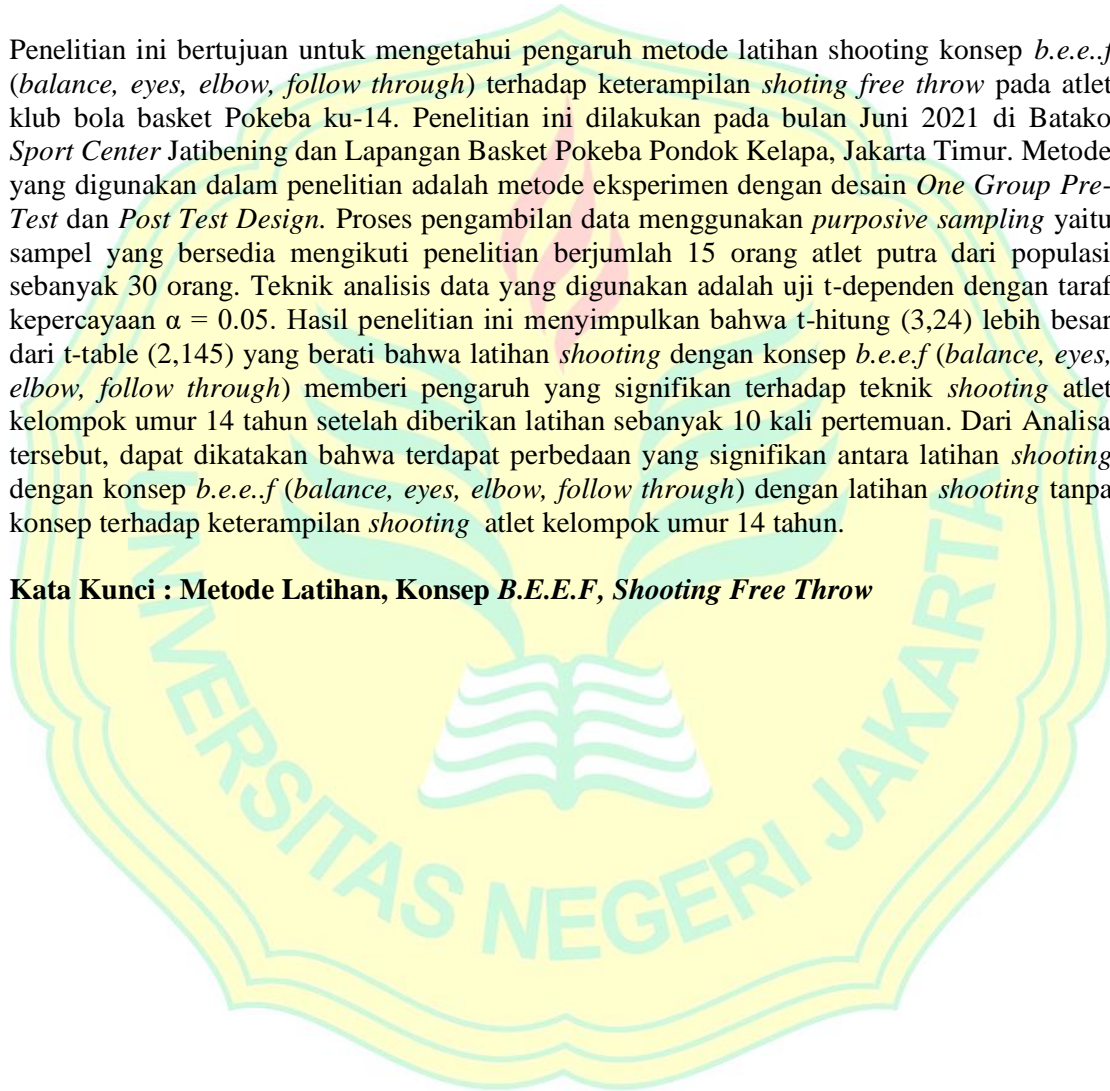 Penelitian ini bertujuan untuk mengetahui pengaruh metode latihan shooting konsep b.e.e..f
(balance, eyes, elbow, follow through) terhadap keterampilan shoting free throw pada atlet
klub bola basket Pokeba ku-14. Penelitian ini dilakukan pada bulan Juni 2021 di Batako
Sport Center Jatibening dan Lapangan Basket Pokeba Pondok Kelapa, Jakarta Timur. Metode
yang digunakan dalam penelitian adalah metode eksperimen dengan desain One Group Pre-
Test dan Post Test Design. Proses pengambilan data menggunakan purposive sampling yaitu
sampel yang bersedia mengikuti penelitian berjumlah 15 orang atlet putra dari populasi
sebanyak 30 orang. Teknik analisis data yang digunakan adalah uji t-dependen dengan taraf
kepercayaan α = 0.05. Hasil penelitian ini menyimpulkan bahwa t-hitung (3,24) lebih besar
dari t-table (2,145) yang berati bahwa latihan shooting dengan konsep b.e.e.f (balance, eyes,
elbow, follow through) memberi pengaruh yang signifikan terhadap teknik shooting atlet
kelompok umur 14 tahun setelah diberikan latihan sebanyak 10 kali pertemuan. Dari Analisa
tersebut, dapat dikatakan bahwa terdapat perbedaan yang signifikan antara latihan shooting
dengan konsep b.e.e..f (balance, eyes, elbow, follow through) dengan latihan shooting tanpa
konsep terhadap keterampilan shooting atlet kelompok umur 14 tahun.
Kata Kunci : Metode Latihan, Konsep B.E.E.F, Shooting Free Throw
UNIVERSITAS NEGERI JAKARTA